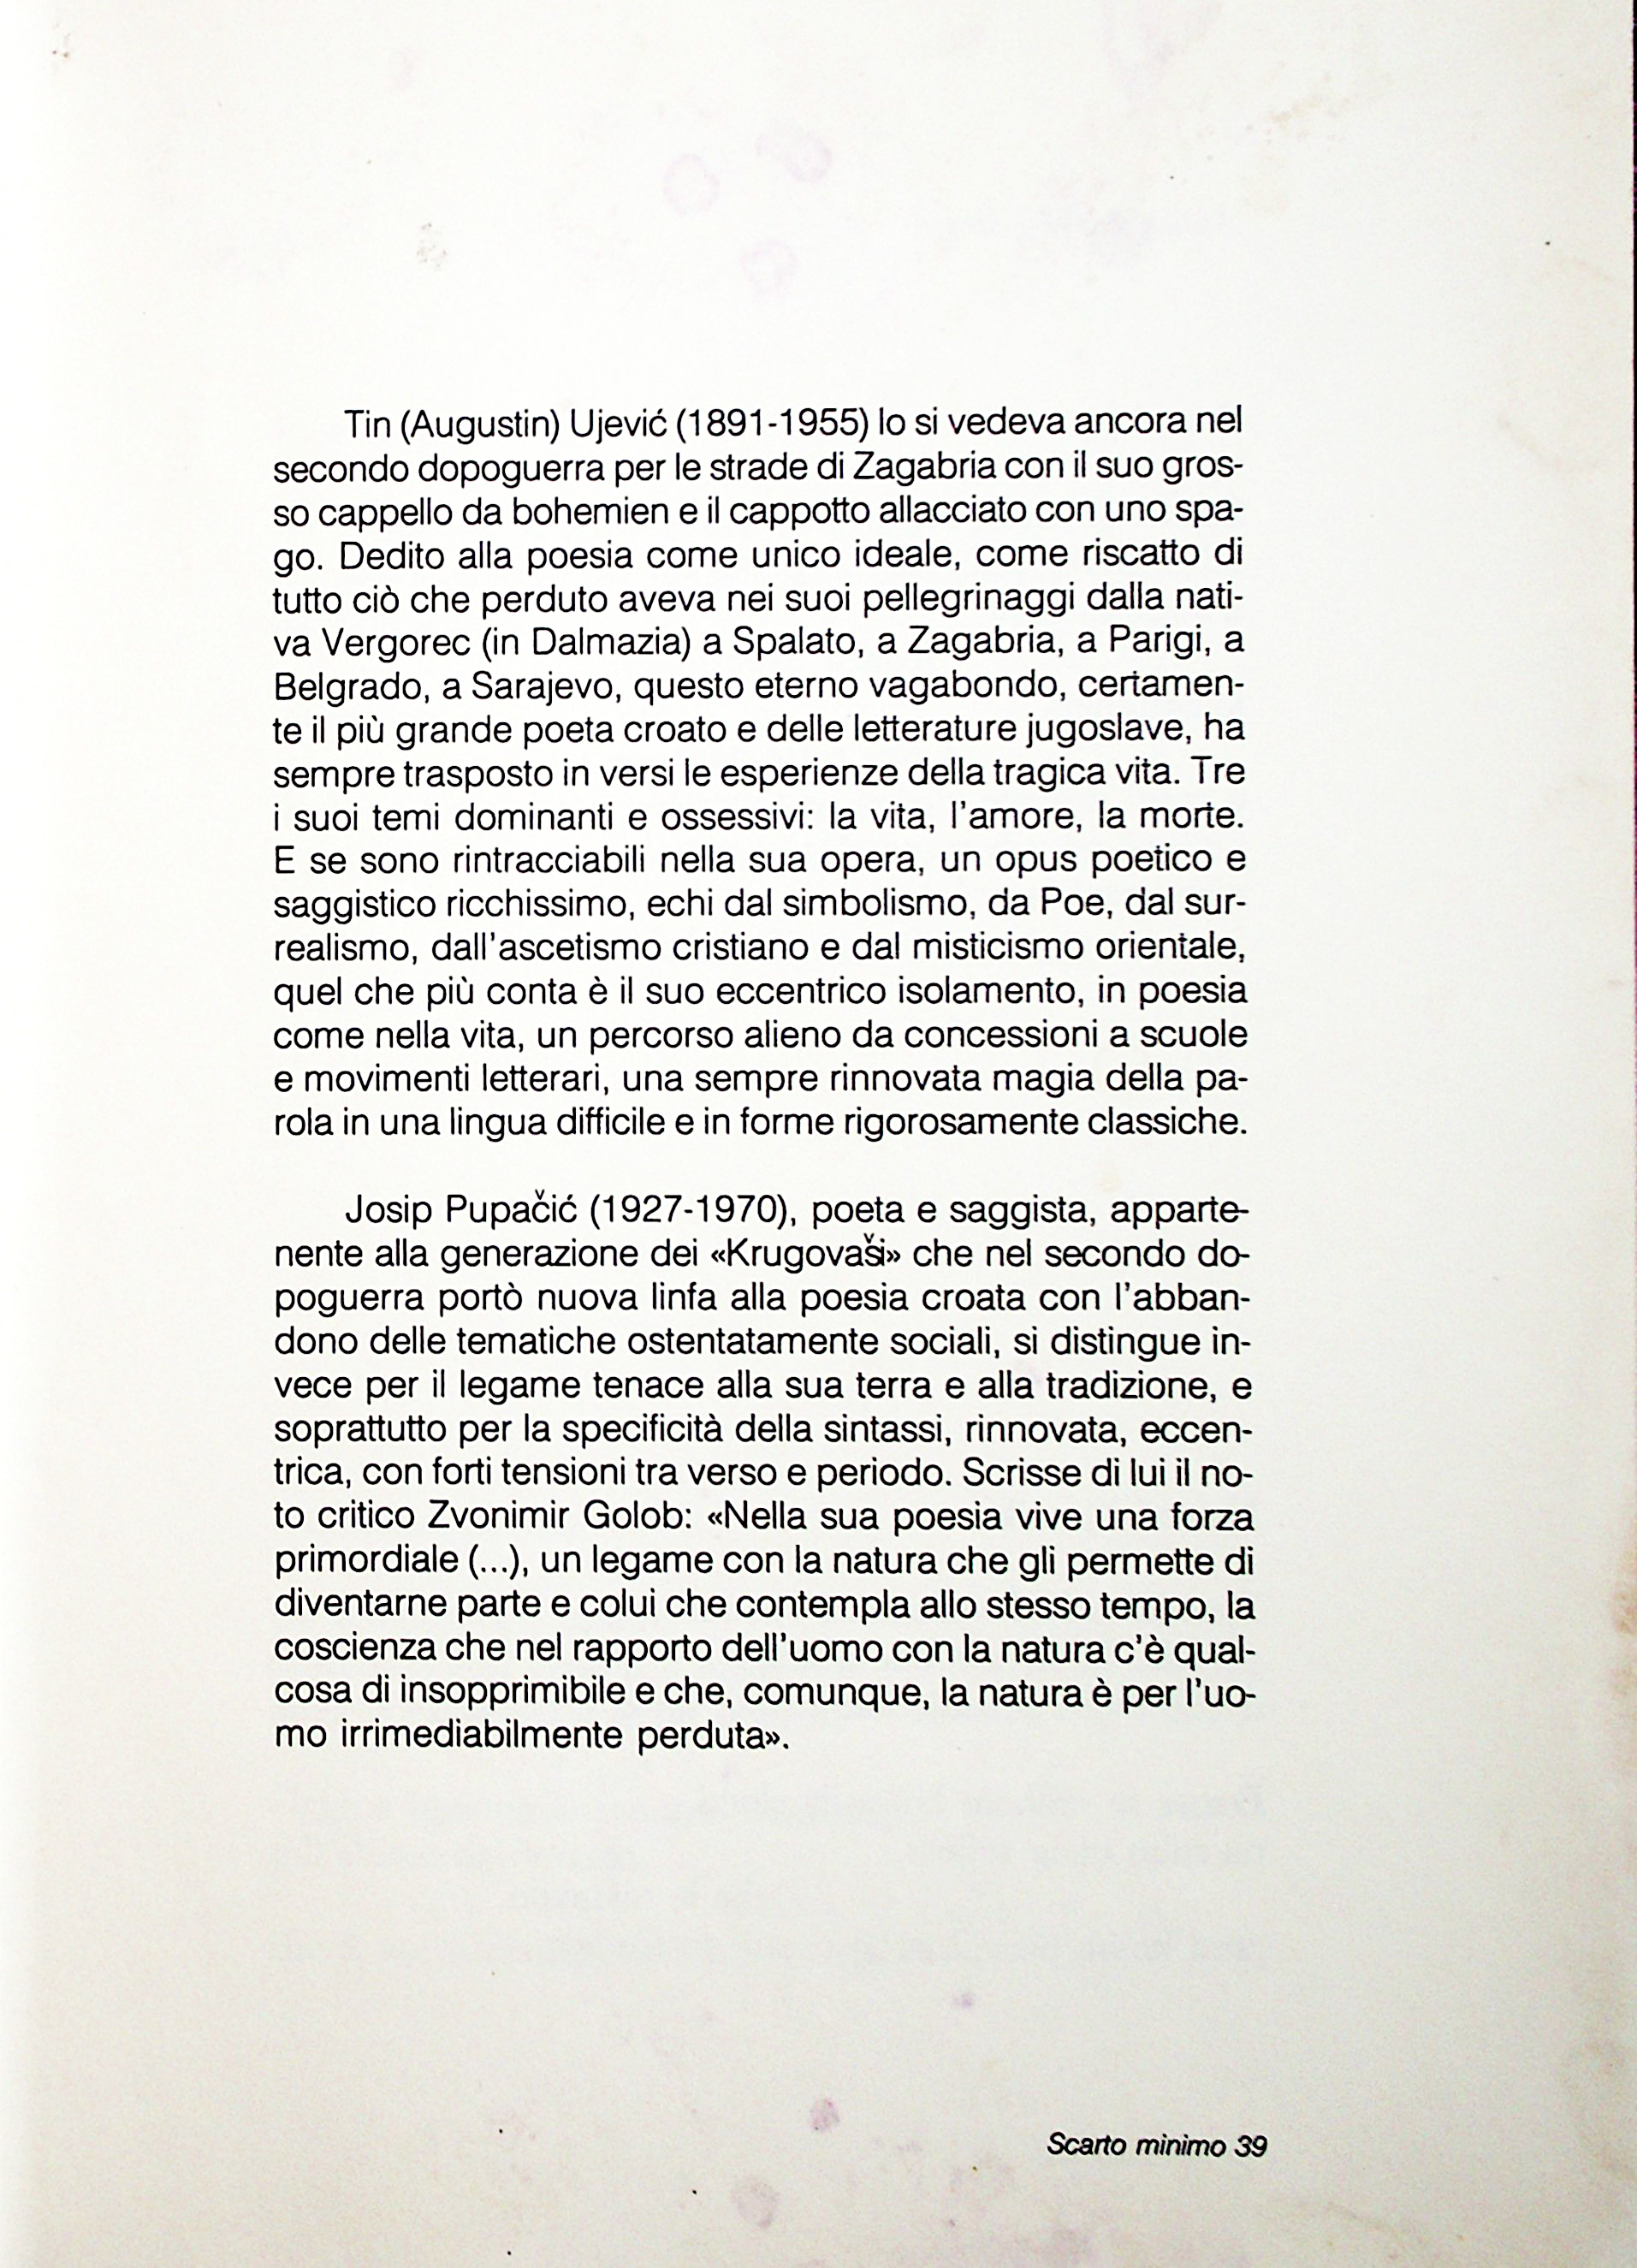 Tin (Augustin) Ujević (1891-1955) lo si vedeva ancora nel
secondo dopoguerra per le strade di Zagabria con il suo gros-
so cappello da bohemien e il cappotto allacciato con uno spa-
go. Dedito alla poesia come unico ideale, come riscatto di
tutto ciò che perduto aveva nei suoi pellegrinaggi dalla nati-
va Vergorec (in Dalmazia) a Spalato, a Zagabria, a Parigi, a
Belgrado, a Sarajevo, questo eterno vagabondo, certamen-
te il più grande poeta croato e delle letterature jugoslave, ha
sempre trasposto in versi le esperienze della tragica vita. Tre
i suoi temi dominanti e ossessivi: la vita, l'amore, la morte.
E se sono rintracciabili nella sua opera, un opus poetico e
saggistico ricchissimo, echi dal simbolismo, da Poe, dal sur-
realismo, dall'ascetismo cristiano e dal misticismo orientale,
quel che più conta è il suo eccentrico isolamento, in poesia
come nella vita, un percorso alieno da concessioni a scuole
e movimenti letterari, una sempre rinnovata magia della pa-
rola in una lingua difficile e in forme rigorosamente classiche.
Josip Pupačić (1927-1970), poeta e saggista, apparte-
nente alla generazione dei «Krugovaši» che nel secondo do-
poguerra portò nuova linfa alla poesia croata con l'abban-
dono delle tematiche ostentatamente sociali, si distingue in-
vece per il legame tenace alla sua terra e alla tradizione, e
soprattutto per la specificità della sintassi, rinnovata, eccen-
trica, con forti tensioni tra verso e periodo. Scrisse di lui il no-
to critico Zvonimir Golob: «Nella sua poesia vive una forza
primordiale (...), un legame con la natura che gli permette di
diventarne parte e colui che contempla allo stesso tempo, la
coscienza che nel rapporto dell'uomo con la natura c'è qual-
cosa di insopprimibile e che, comunque, la natura è per l'uo-
mo irrimediabilmente perduta».
Scarto minimo 39